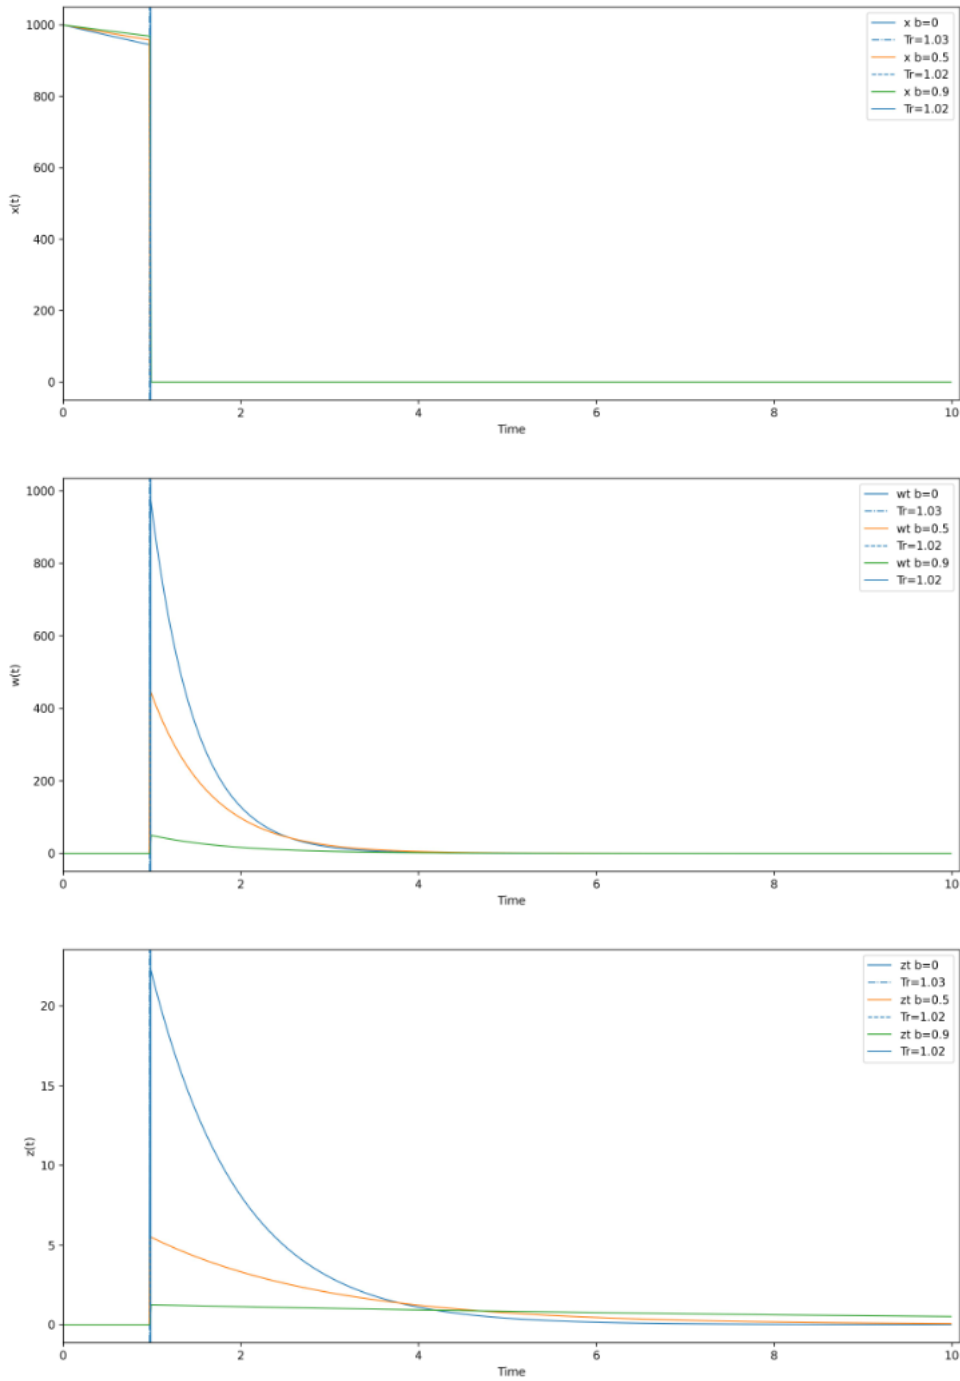 1000
800
600
400
200
0
x(t)
x b=0
Tr=1.03
x b=0.5
Tr=1.02
x b=0.9
Tr=1.02
0 2 4 6 8 10
Time
1000
800
600
400
200
0
w(t)
wt b=0
Tr=1.03
wt b=0.5
Tr=1.02
wt b=0.9
Tr=1.02
0 2 4 6 8 10
Time
20
15
10
5
0
z(t)
zt b=0
Tr=1.03
zt b=0.5
Tr=1.02
zt b=0.9
Tr=1.02
0 2 4 6 8 10
Time